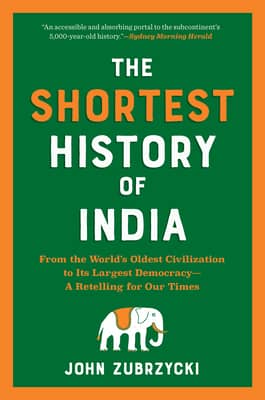 "An accessible and absorbing portal to the subcontinent's
5,000-year-old history."—Sydney Morning Herald
THE
SHORTEST
HISTORY
OF
INDIA
From the World's Oldest Civilization
to Its Largest Democracy—
A Retelling for Our Times
JOHN ZUBRZYCKI